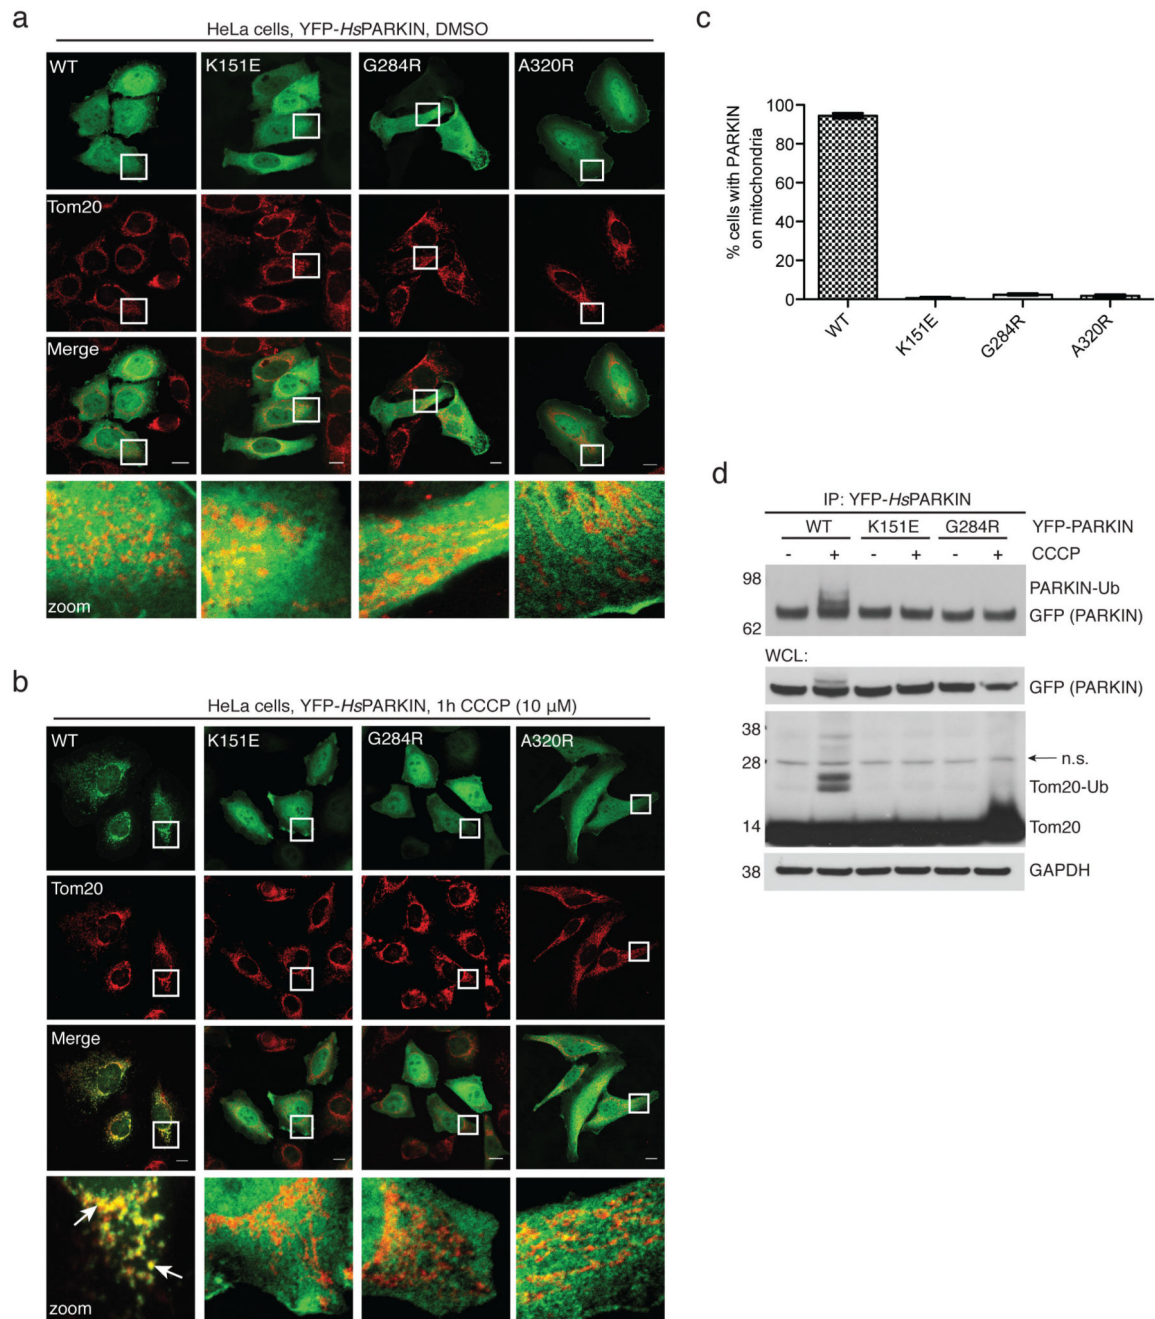 a
HeLa cells, YFP-HsPARKIN, DMSO
WT K151E G284R A320R
Tom20
Merge
zoom
b
HeLa cells, YFP-HsPARKIN, 1h CCCP (10 µM)
WT K151E G284R A320R
Tom20
Merge
zoom
c
% cells with PARKIN
on mitochondria
100
80
60
40
20
0
WT K151E G284R A320R
d
IP: YFP-HsPARKIN
WT K151E G284R YFP-PARKIN
- + - + - + CCCP
98
PARKIN-Ub
GFP (PARKIN)
62
WCL:
GFP (PARKIN)
38
28
n.s.
Tom20-Ub
14 Tom20
38 GAPDH